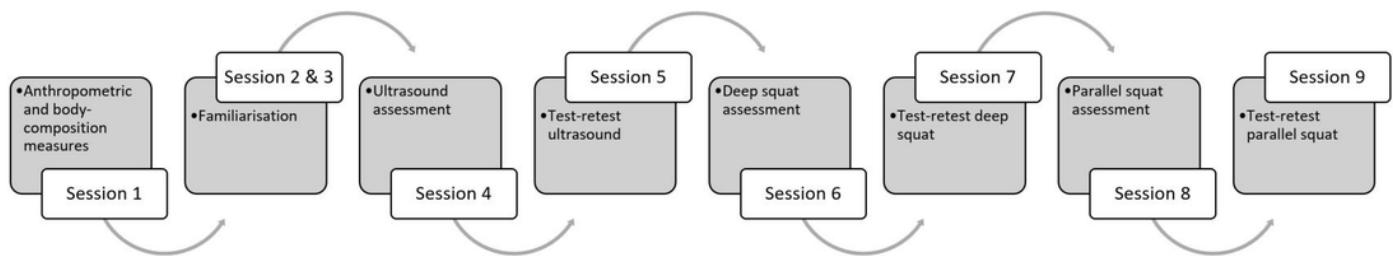 •Anthropometric
and body-
composition
measures
Session 1
Session 2 & 3
•Familiarisation
•Ultrasound
assessment
Session 4
Session 5
•Test-retest
ultrasound
•Deep squat
assessment
Session 6
Session 7
•Test-retest deep
squat
•Parallel squat
assessment
Session 8
Session 9
•Test-retest
parallel squat